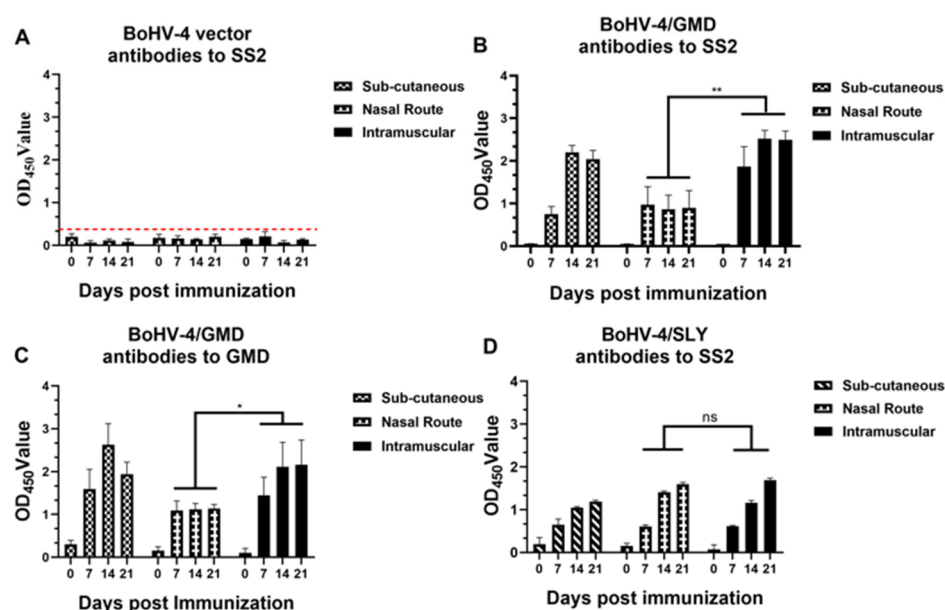 A
BoHV-4 vector
antibodies to SS2
4
3
2
1
0
OD450Value
0 7 14 21 0 7 14 21 0 7 14 21
Days post immunization
Sub-cutaneous
Nasal Route
Intramuscular
B
BoHV-4/GMD
antibodies to SS2
4
3
2
1
0
OD450Value
**
0 7 14 21 0 7 14 21 0 7 14 21
Days post immunization
Sub-cutaneous
Nasal Route
Intramuscular
C
BoHV-4/GMD
antibodies to GMD
4
3
2
1
0
OD450Value
*
0 7 14 21 0 7 14 21 0 7 14 21
Days post Immunization
Sub-cutaneous
Nasal Route
Intramuscular
D
BoHV-4/SLY
antibodies to SS2
4
3
2
1
0
OD450Value
ns
0 7 14 21 0 7 14 21 0 7 14 21
Days post immunization
Sub-cutaneous
Nasal Route
Intramuscular